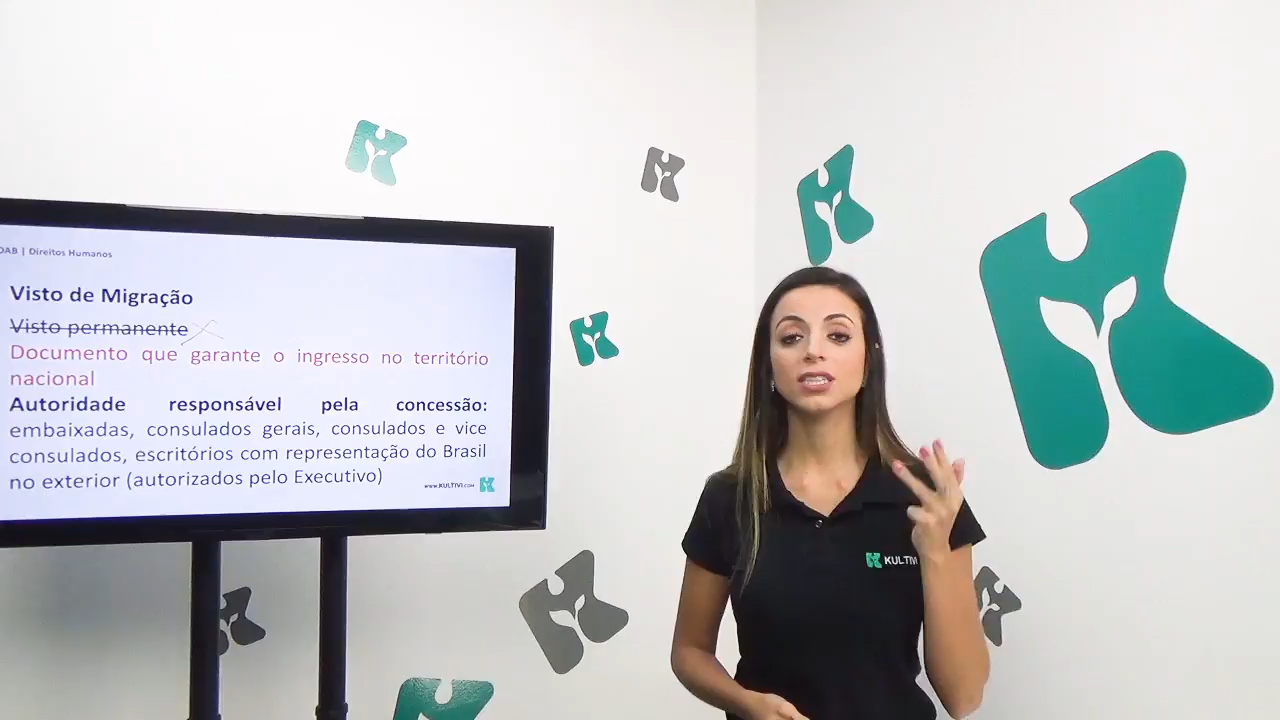 OAB | Direitos Humanos
Visto de Migração
Visto permanente
Documento que garante o ingresso no território
nacional
Autoridade responsável pela concessão:
embaixadas, consulados gerais, consulados e vice
consulados, escritórios com representação do Brasil
no exterior (autorizados pelo Executivo)
www.KULTIVI.COM
KULTIVI